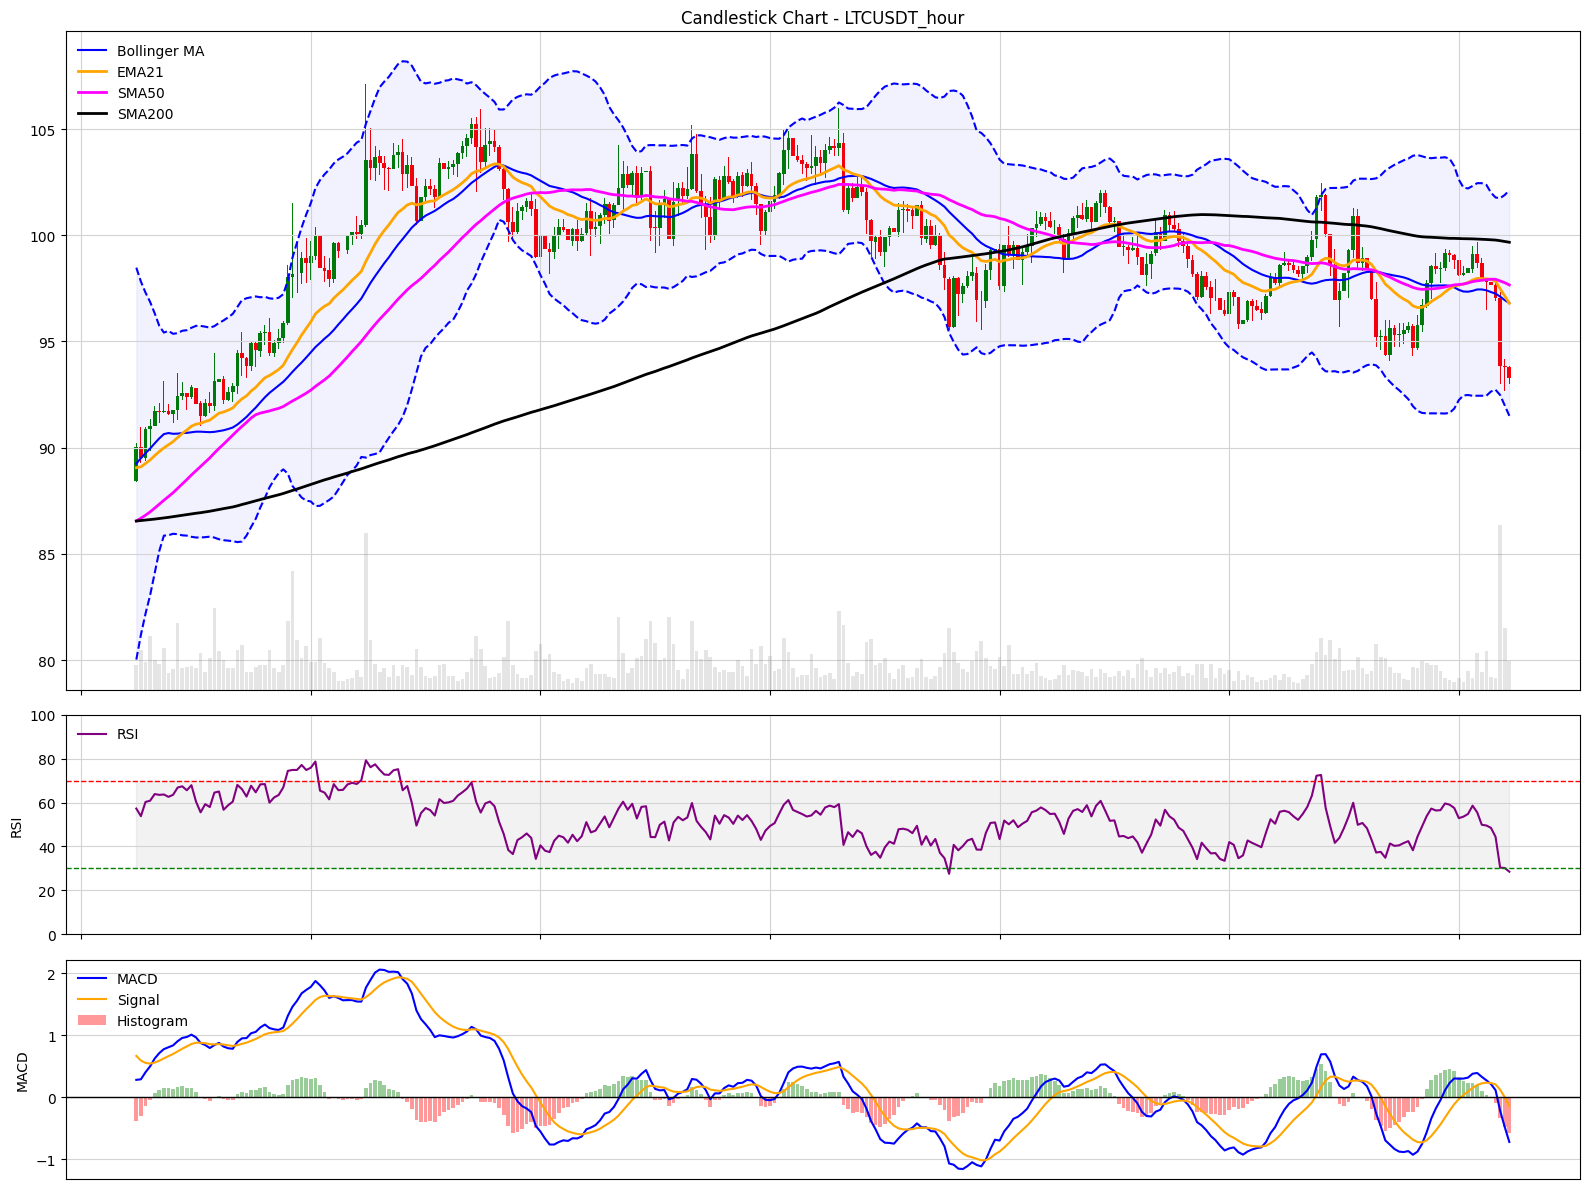 Candlestick Chart - LTCUSDT_hour
Bollinger MA
EMA21
SMA50
SMA200
105
100
95
90
85
80
RSI
100
80
60
40
20
0
RSI
MACD
Signal
Histogram
2
1
0
−1
MACD